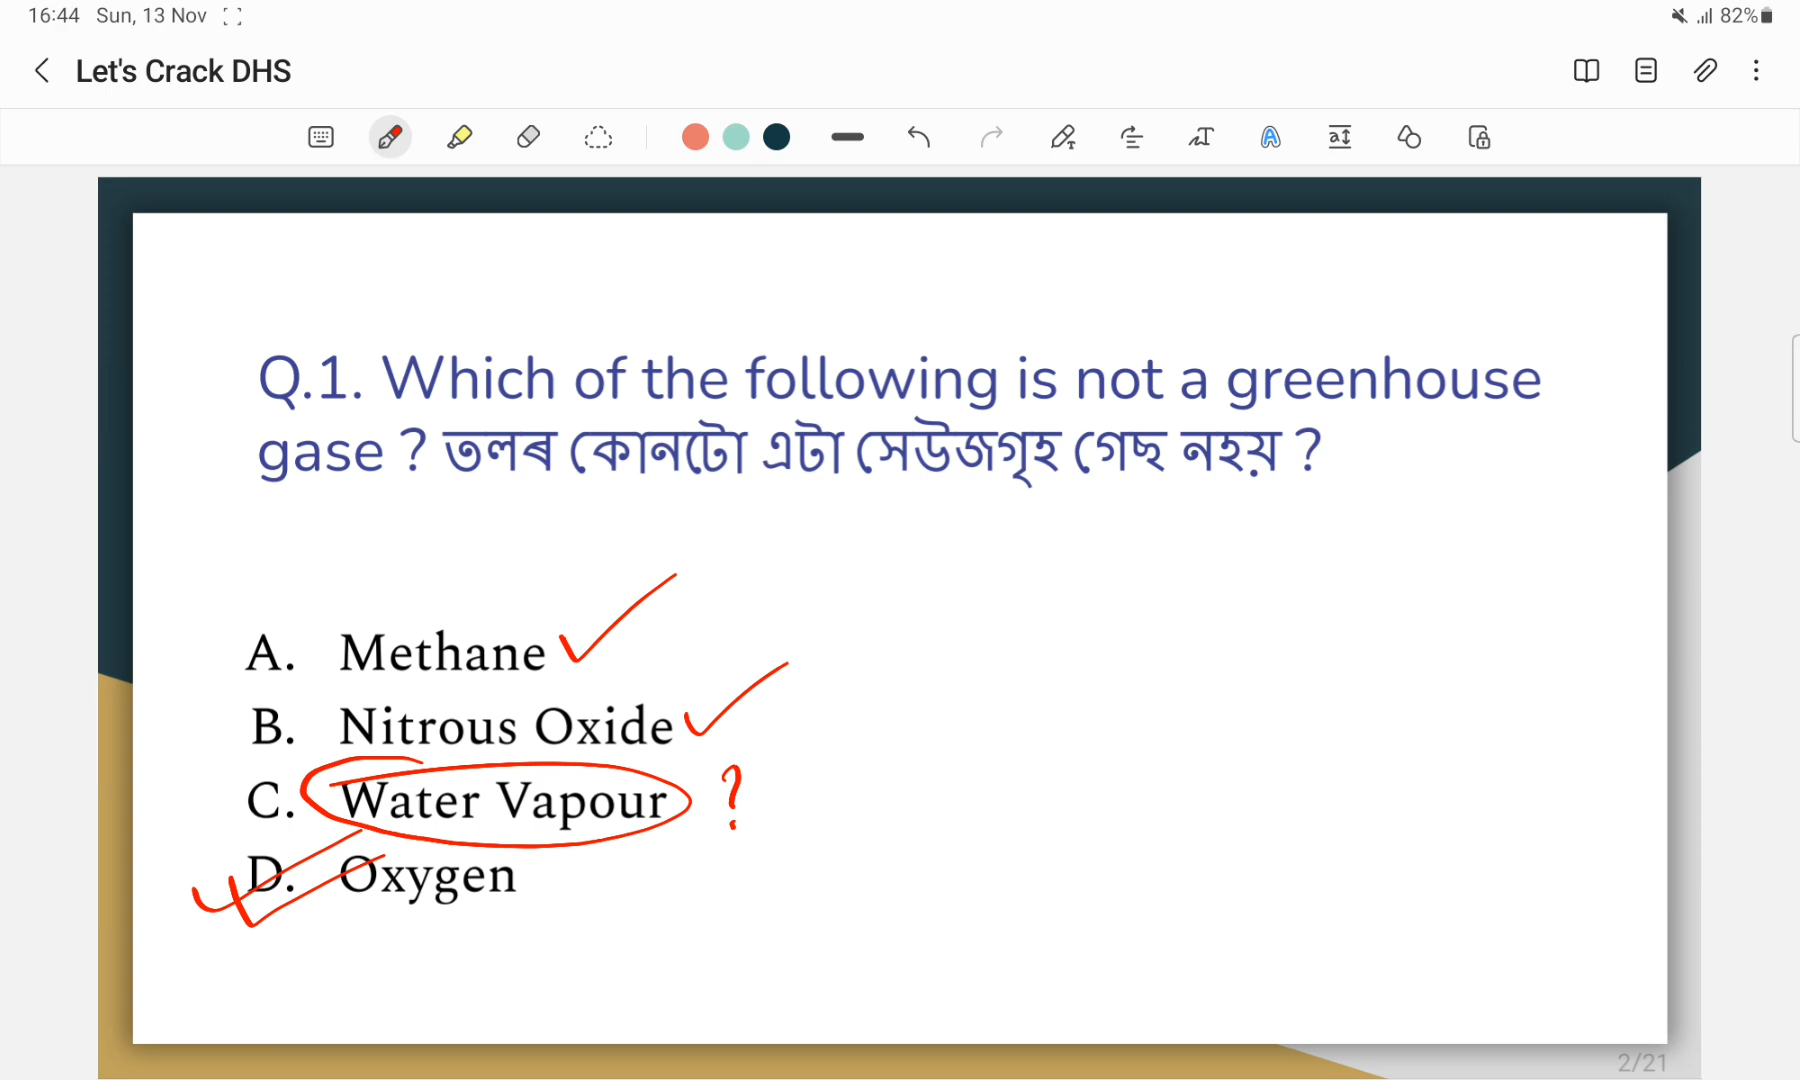 16:44 Sun, 13 Nov
82%
Let's Crack DHS
Q.1. Which of the following is not a greenhouse
gase ? তলৰ কোনটো এটা সেউজগৃহ গেছ নহয় ?
A. Methane
B. Nitrous Oxide
C. Water Vapour ?
D. Oxygen
2/21